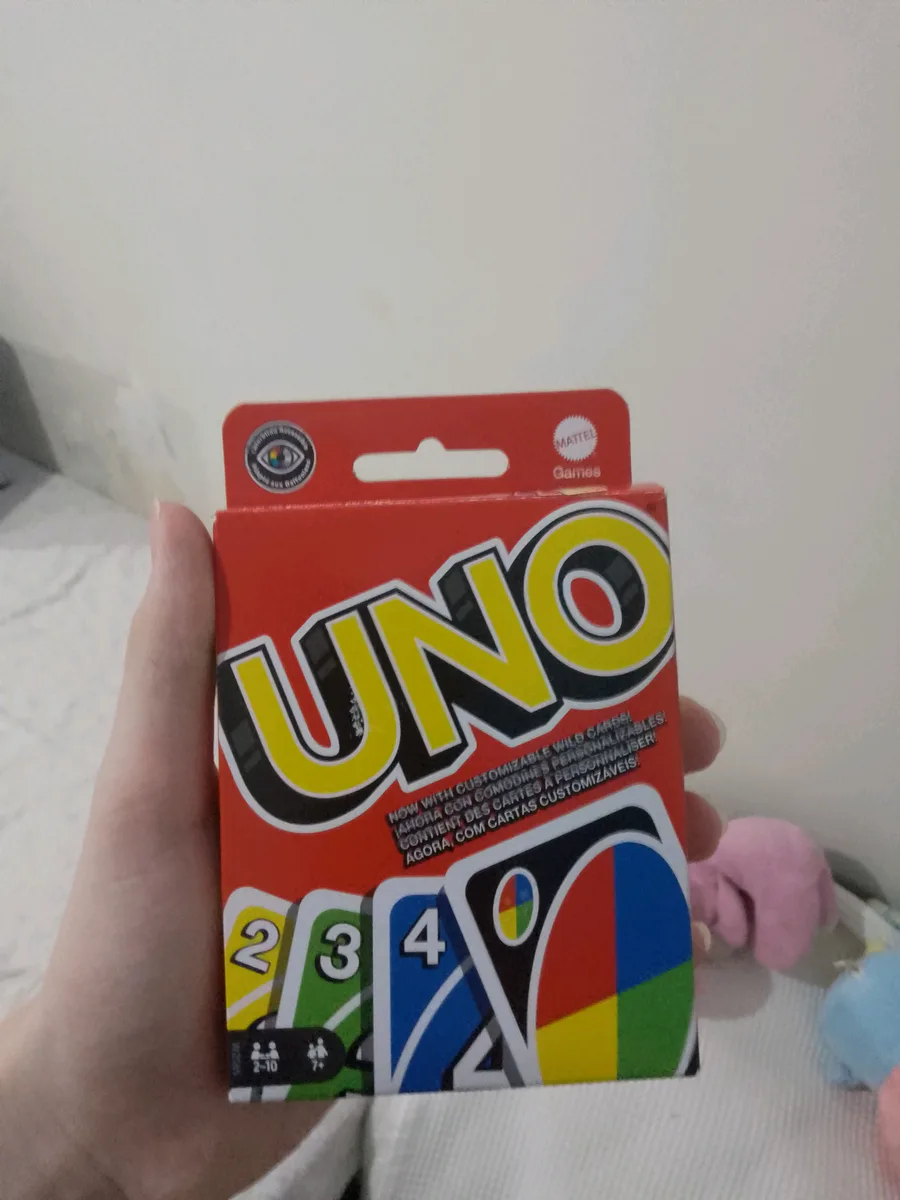 MATTEL
Games
UNO
NOW WITH CUSTOMIZABLE WILD CARDS!
¡AHORA CON COMODINES PERSONALIZABLES!
CONTIENT DES CARTES À PERSONNALISER!
AGORA, COM CARTAS CUSTOMIZÁVEIS!
2
3
4
2-10
7+